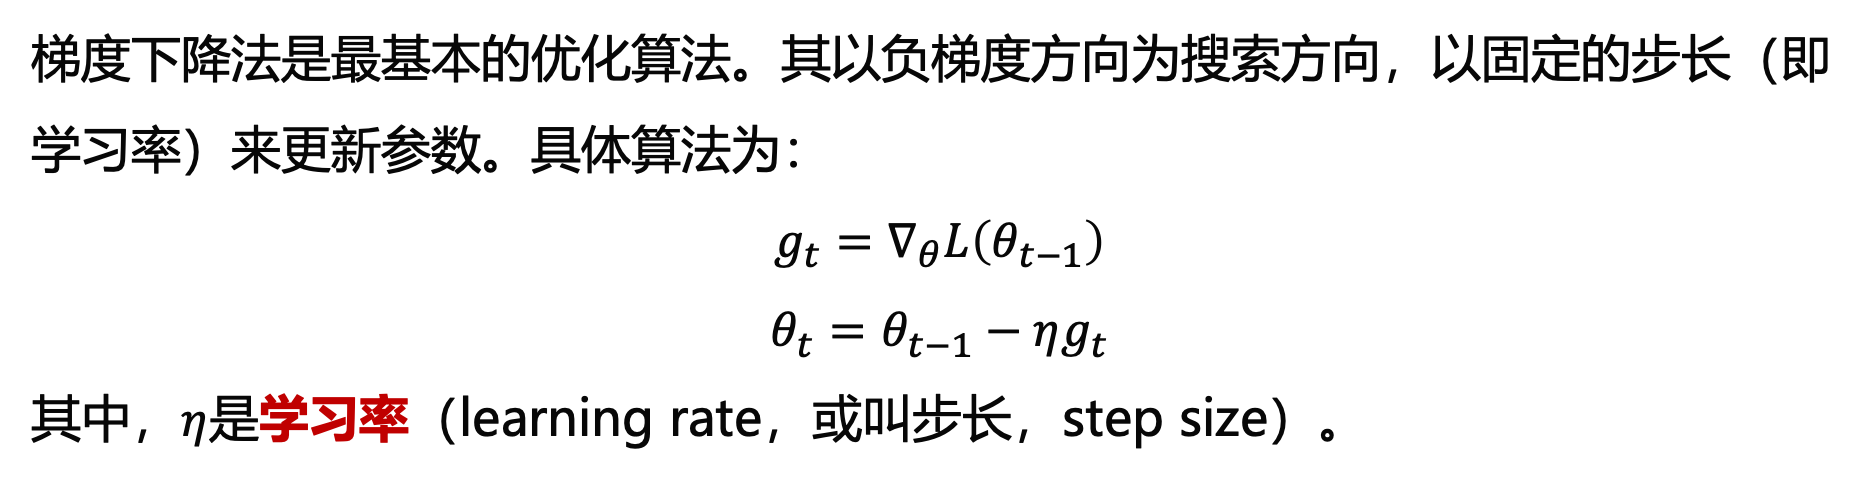 梯度下降法是最基本的优化算法。其以负梯度方向为搜索方向，以固定的步长（即
学习率）来更新参数。具体算法为：
g_t = ∇_θ L(θ_{t−1})
θ_t = θ_{t−1} − ηg_t
其中，η是学习率（learning rate，或叫步长，step size）。